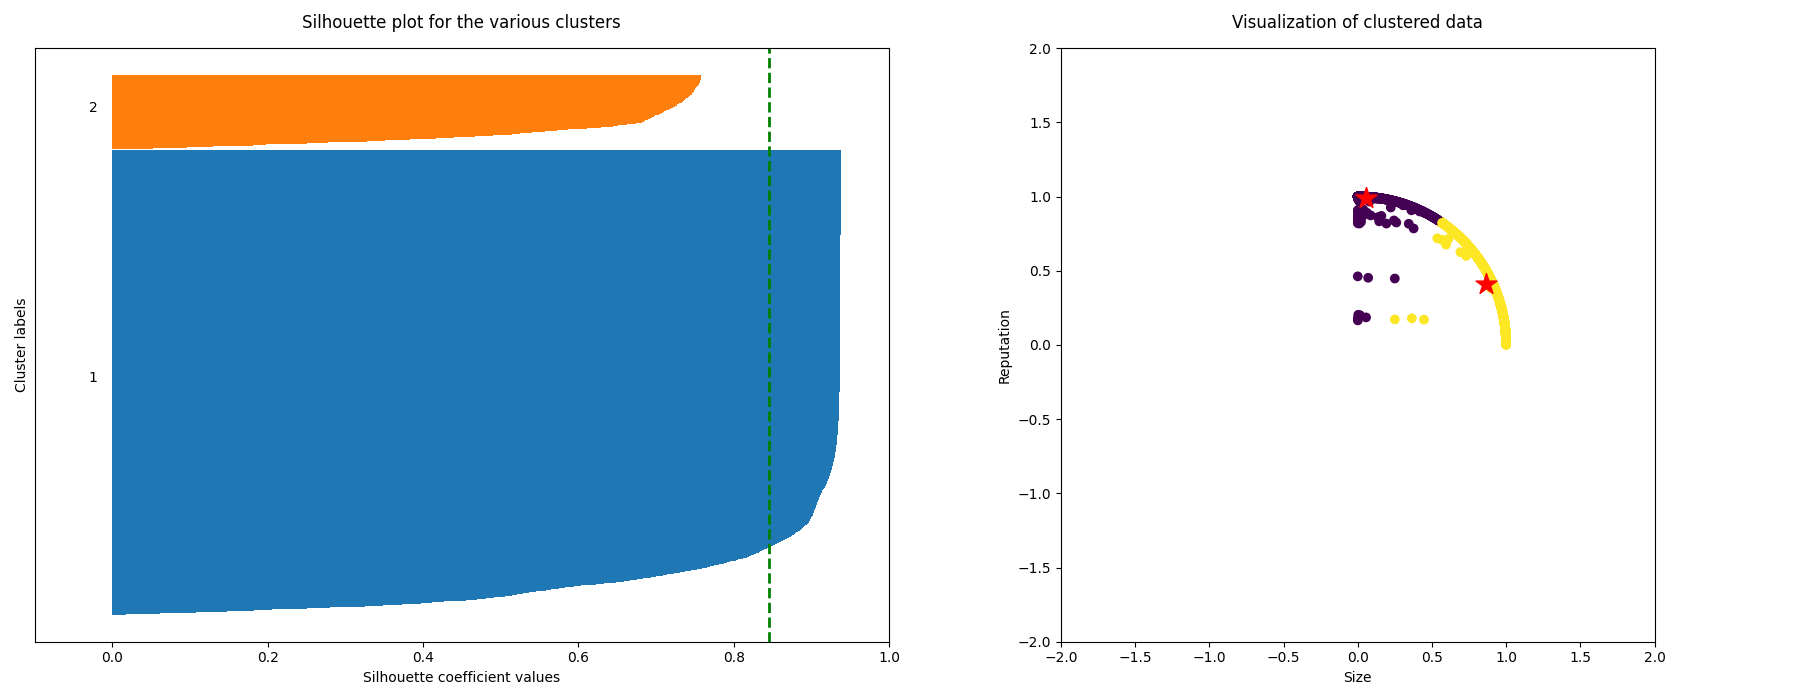 Silhouette plot for the various clusters
2
1
Cluster labels
0.0 0.2 0.4 0.6 0.8 1.0
Silhouette coefficient values
Visualization of clustered data
2.0
1.5
1.0
0.5
0.0
−0.5
−1.0
−1.5
−2.0
Reputation
−2.0 −1.5 −1.0 −0.5 0.0 0.5 1.0 1.5 2.0
Size